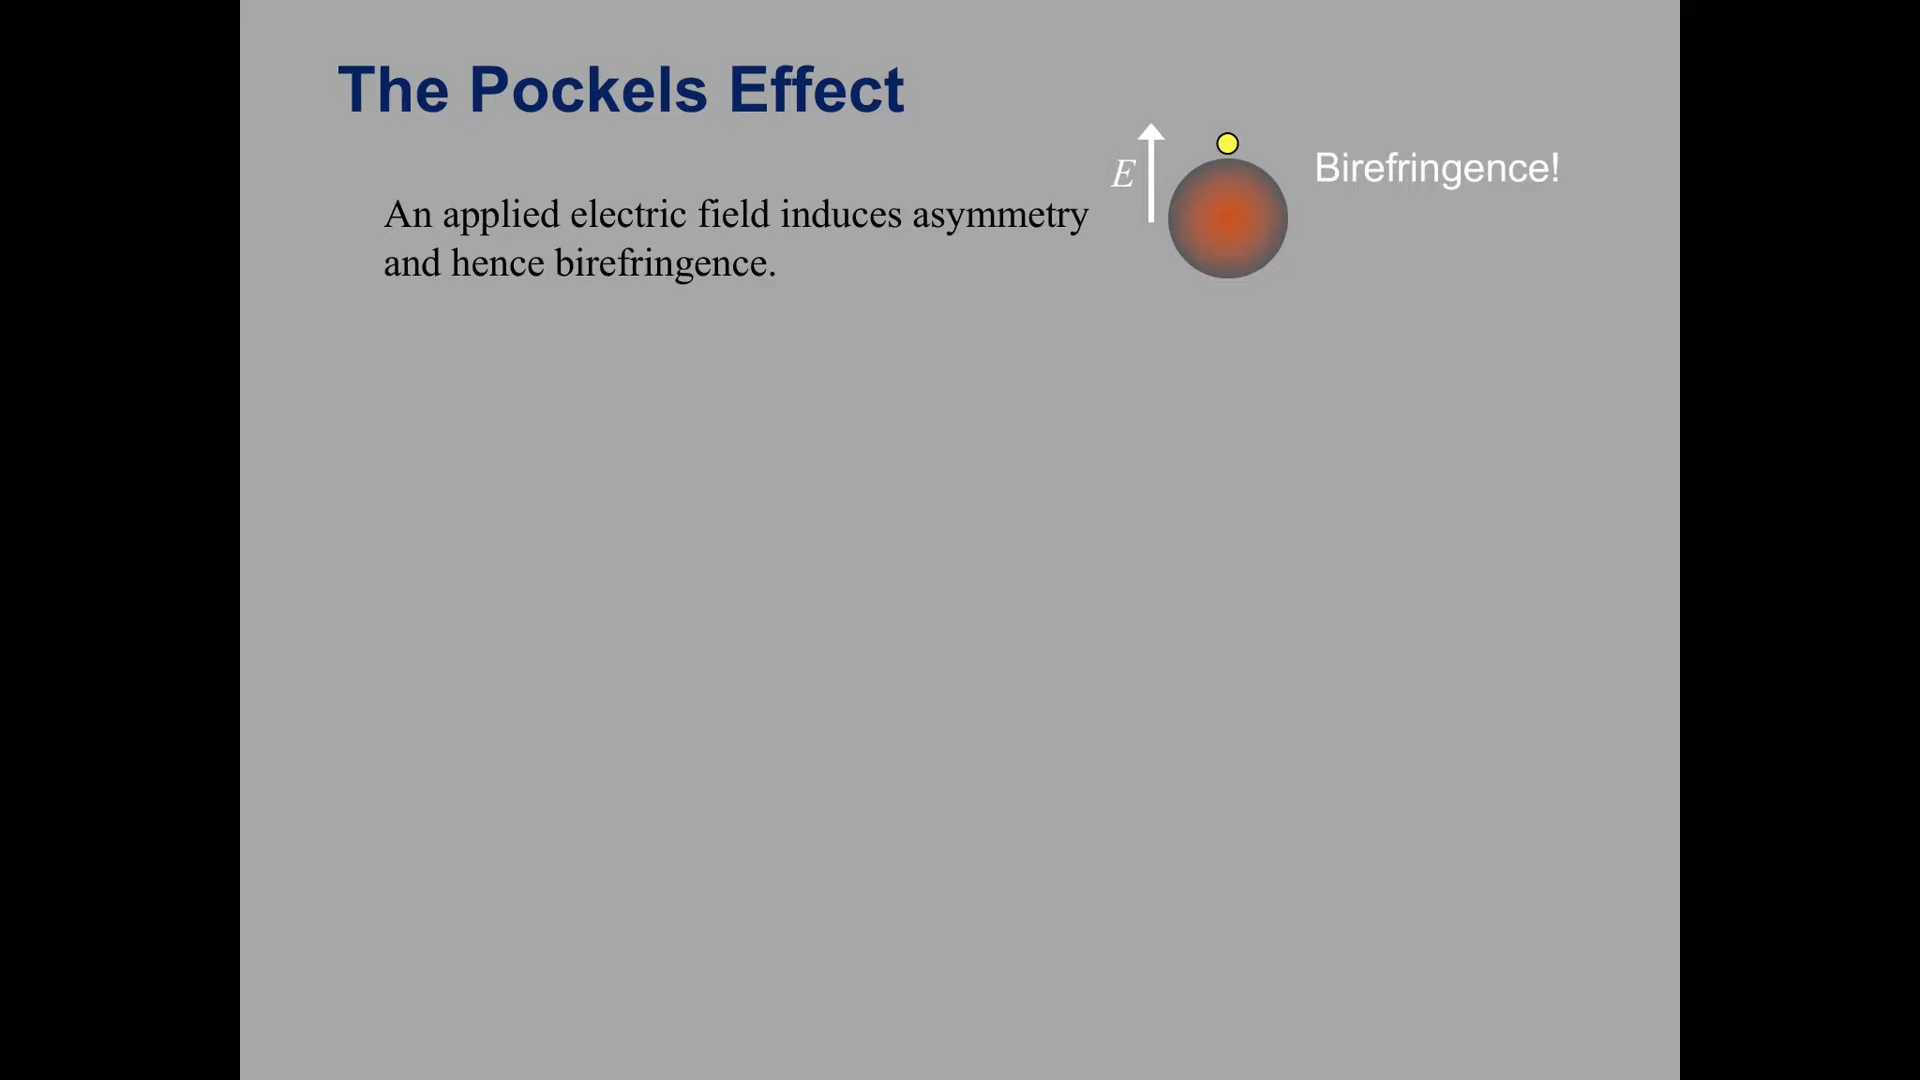 The Pockels Effect
E
Birefringence!
An applied electric field induces asymmetry
and hence birefringence.